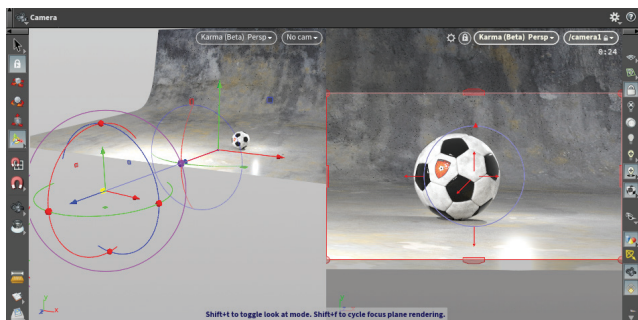 Camera
Karma (Beta) Persp
No cam
Karma (Beta) Persp
/camera1
0:24
Shift+t to toggle look at mode. Shift+f to cycle focus plane rendering.